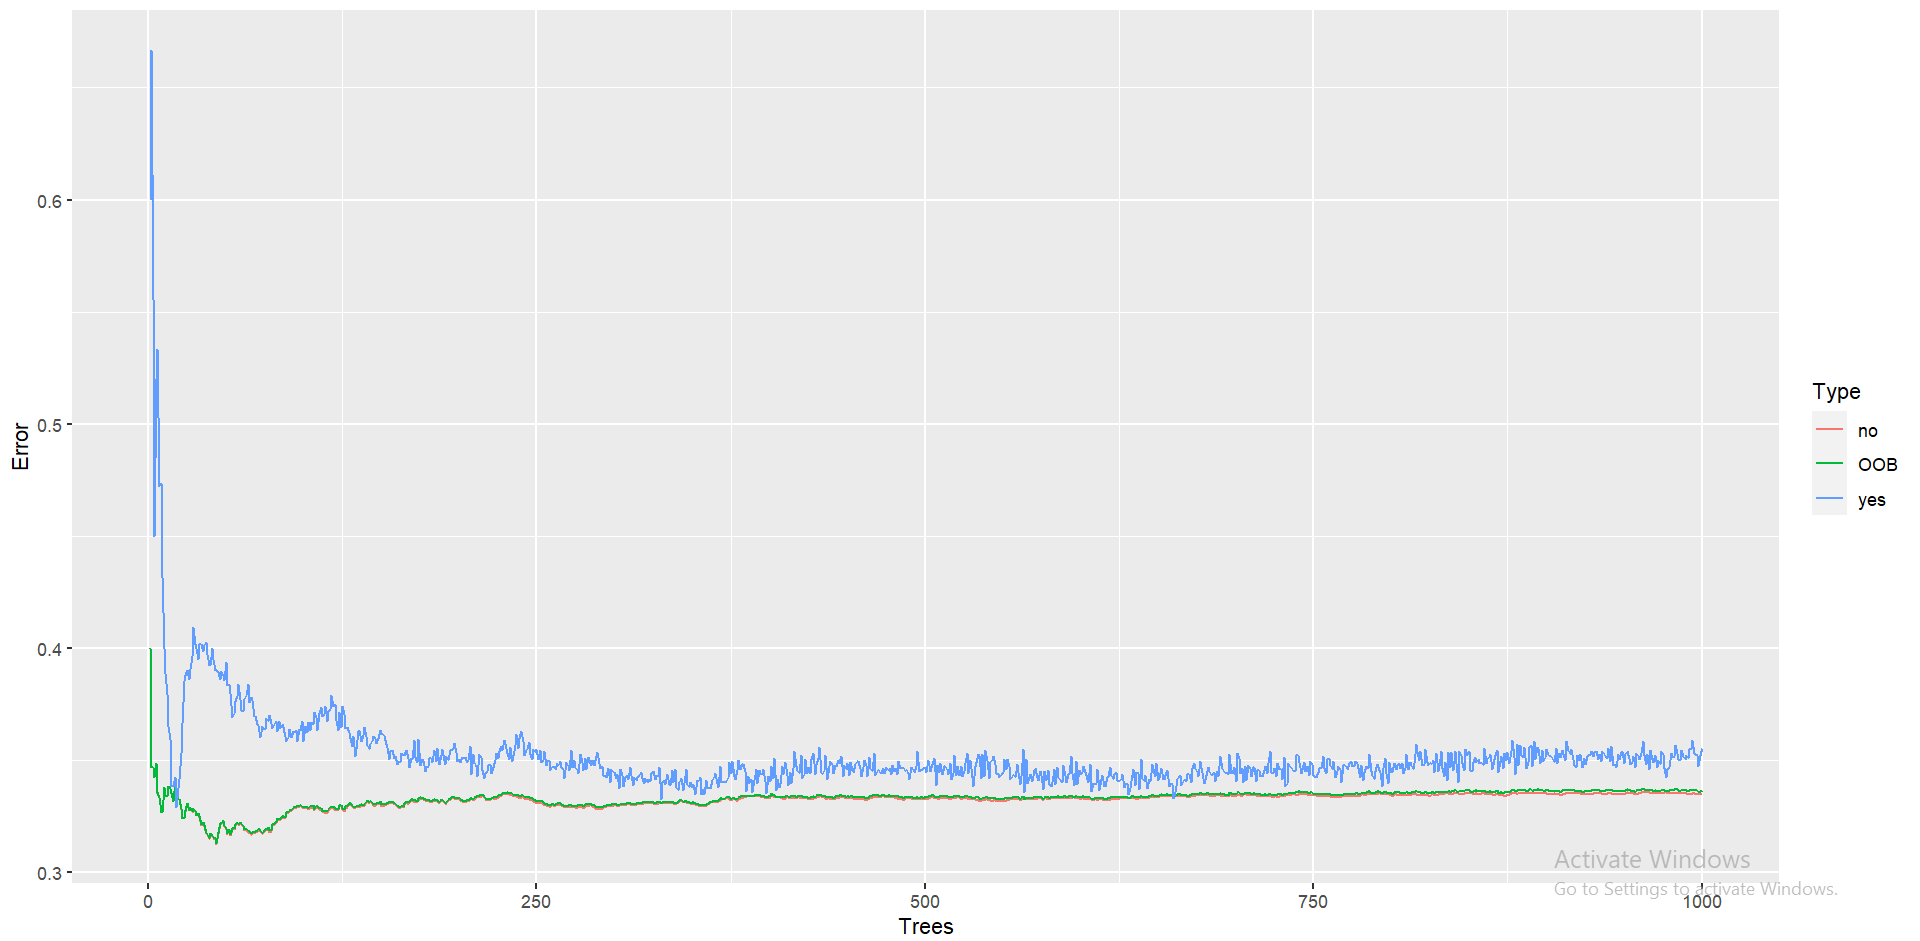 Error
0.6
0.5
0.4
0.3
0
250
500
750
1000
Trees
Type
no
OOB
yes
Activate Windows
Go to Settings to activate Windows.